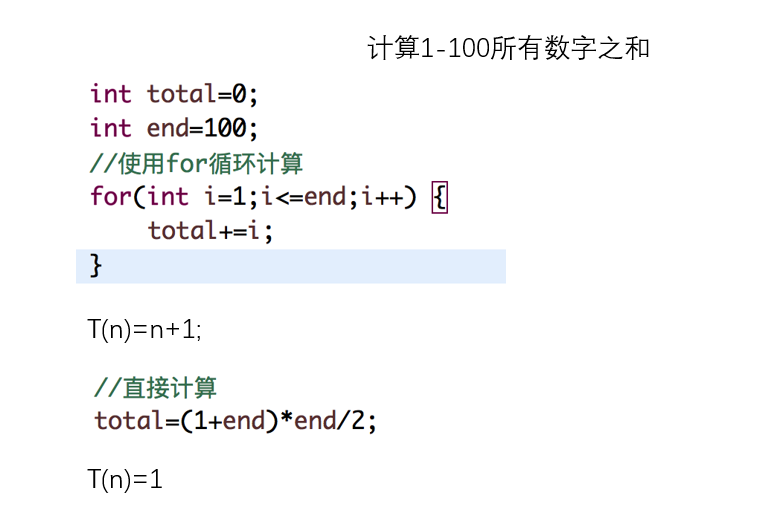 计算1-100所有数字之和
int total=0;
int end=100;
//使用for循环计算
for(int i=1;i<=end;i++) {
total+=i;
}
T(n)=n+1;
//直接计算
total=(1+end)*end/2;
T(n)=1